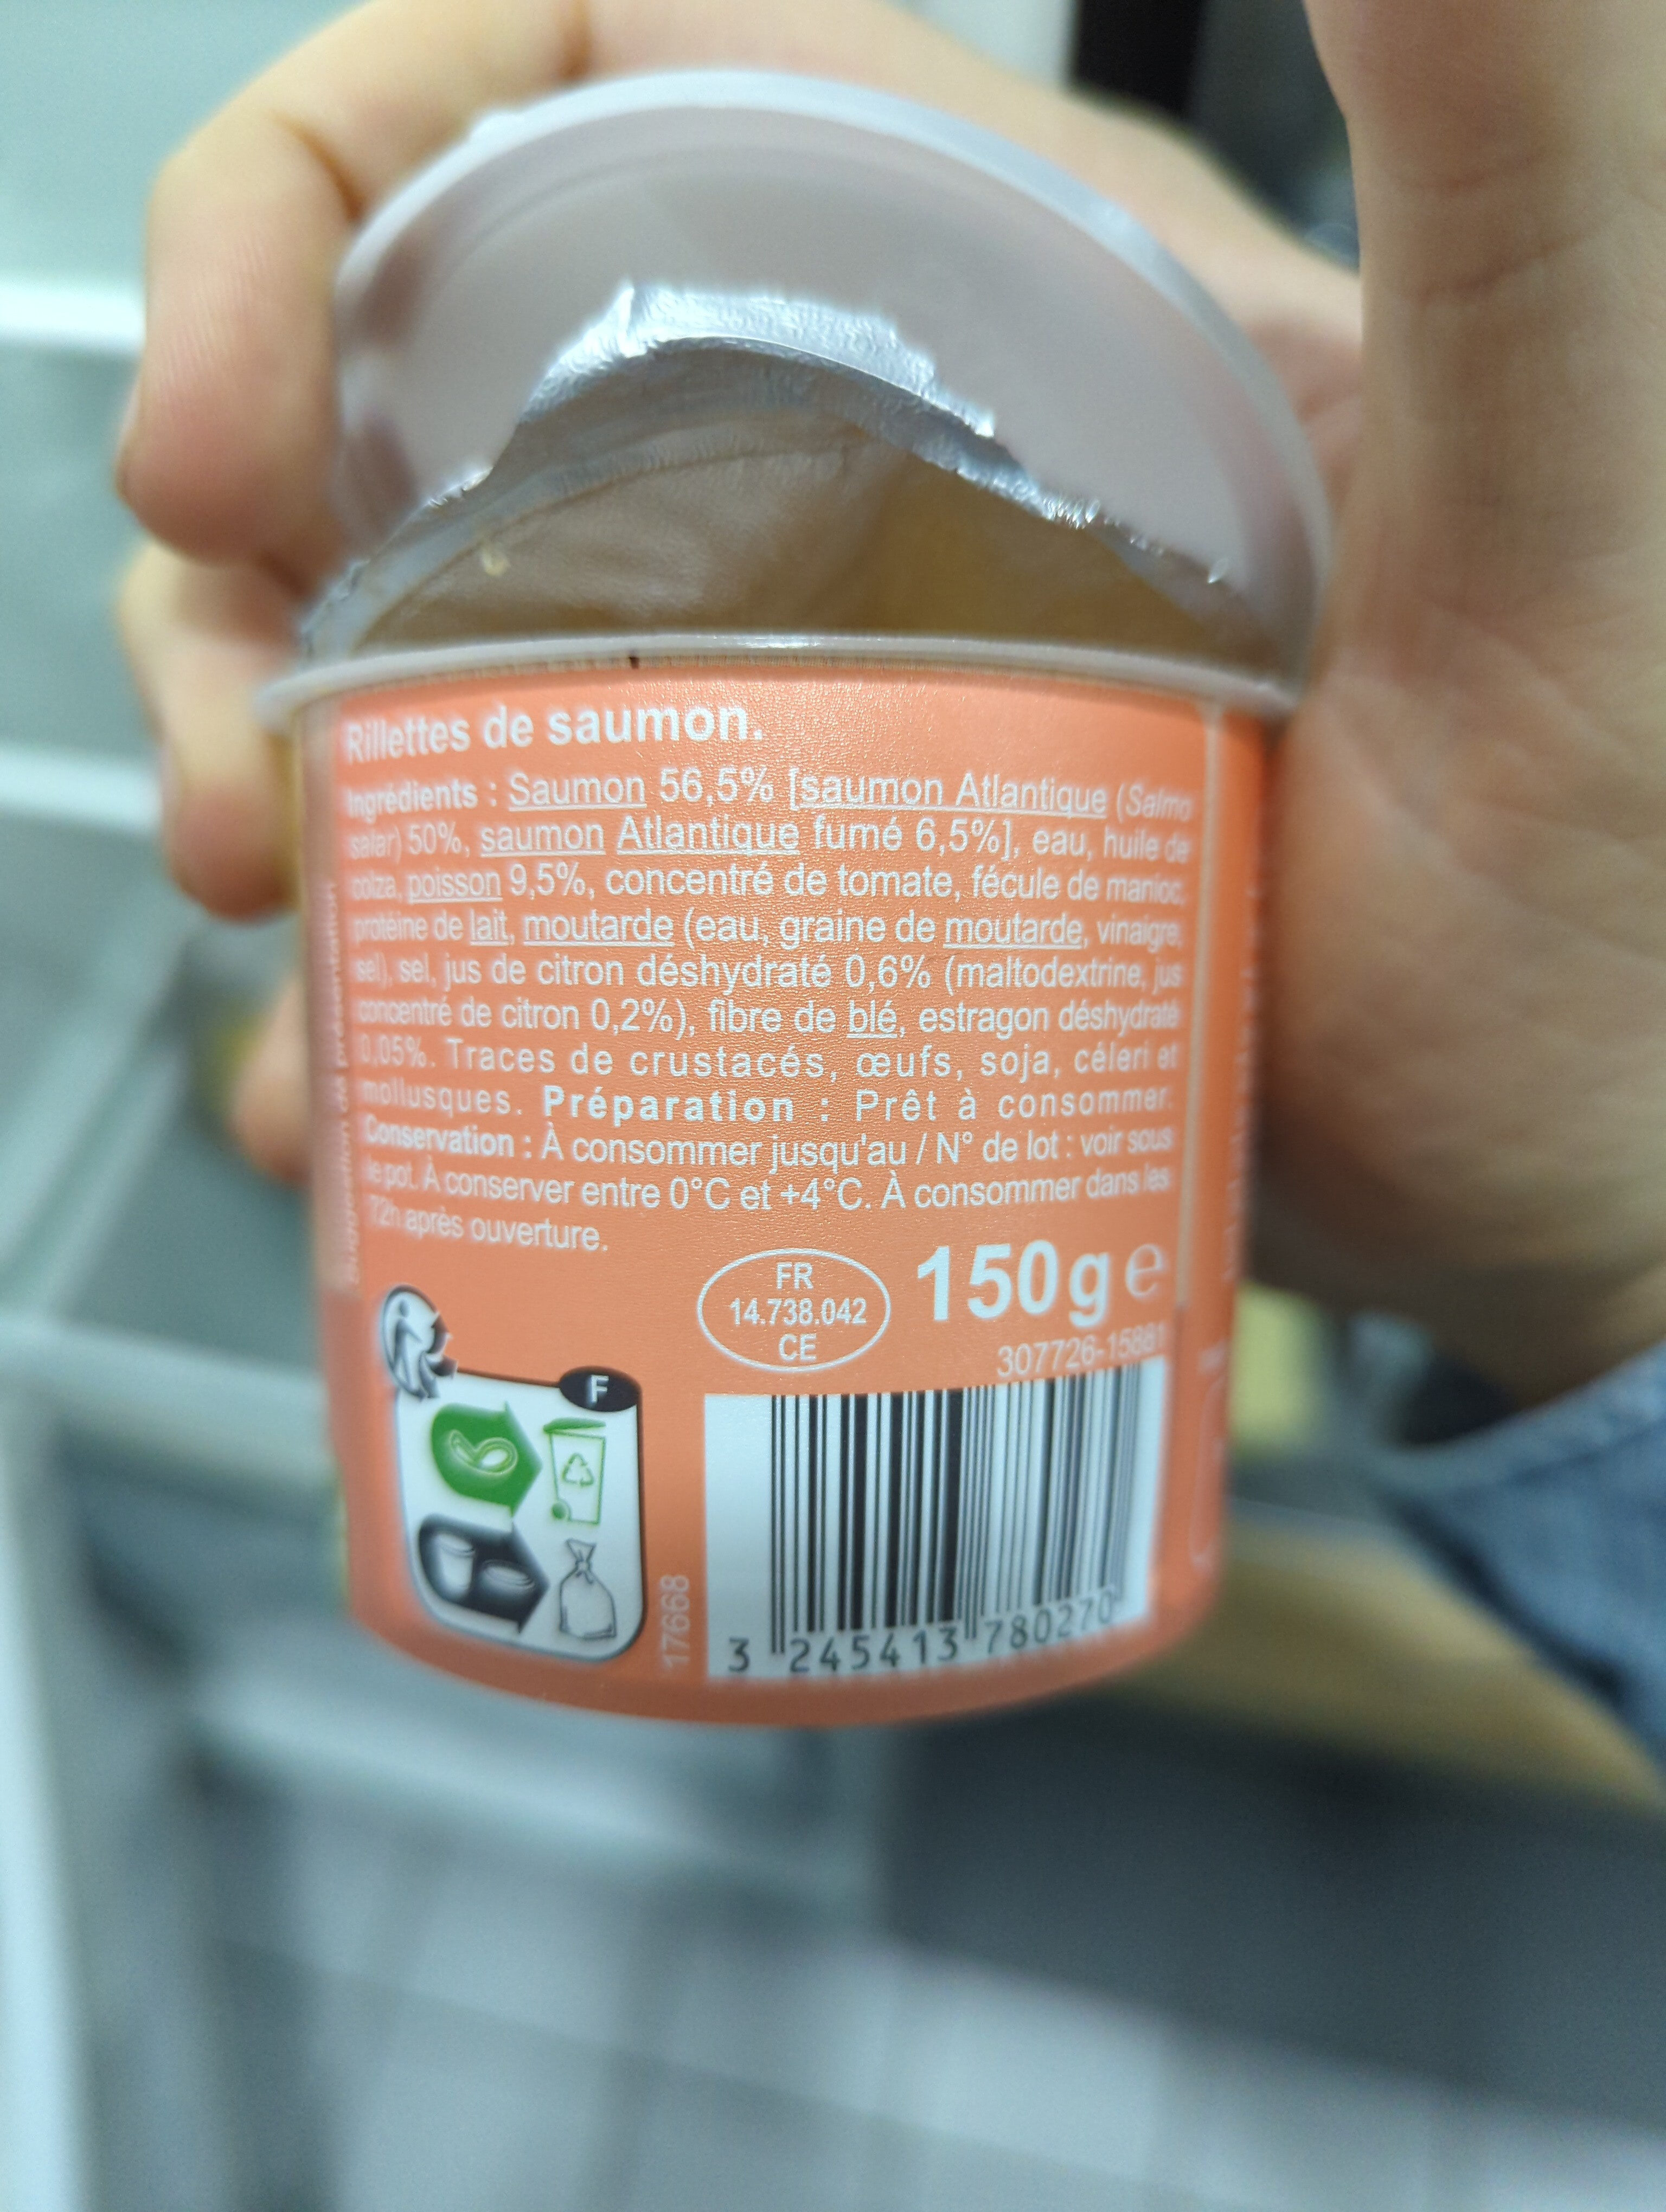 Rillettes de saumon.
Ingrédients : Saumon 56,5% [saumon Atlantique (Salmo
salar) 50%, saumon Atlantique fumé 6,5%], eau, huile de
colza, poisson 9,5%, concentré de tomate, fécule de manioc,
protéine de lait, moutarde (eau, graine de moutarde, vinaigre,
sel), sel, jus de citron déshydraté 0,6% (maltodextrine, jus
concentré de citron 0,2%), fibre de blé, estragon déshydraté
0,05%. Traces de crustacés, œufs, soja, céleri et
mollusques. Préparation : Prêt à consommer.
Conservation : À consommer jusqu'au / N° de lot : voir sous
le pot. À conserver entre 0°C et +4°C. À consommer dans les
72h après ouverture.
FR
14.738.042
CE
150g e
307726-15881
F
17668
3 245413 780270